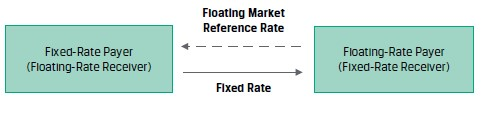 Floating Market
Reference Rate
Fixed-Rate Payer
(Floating-Rate Receiver)
Floating-Rate Payer
(Fixed-Rate Receiver)
Fixed Rate